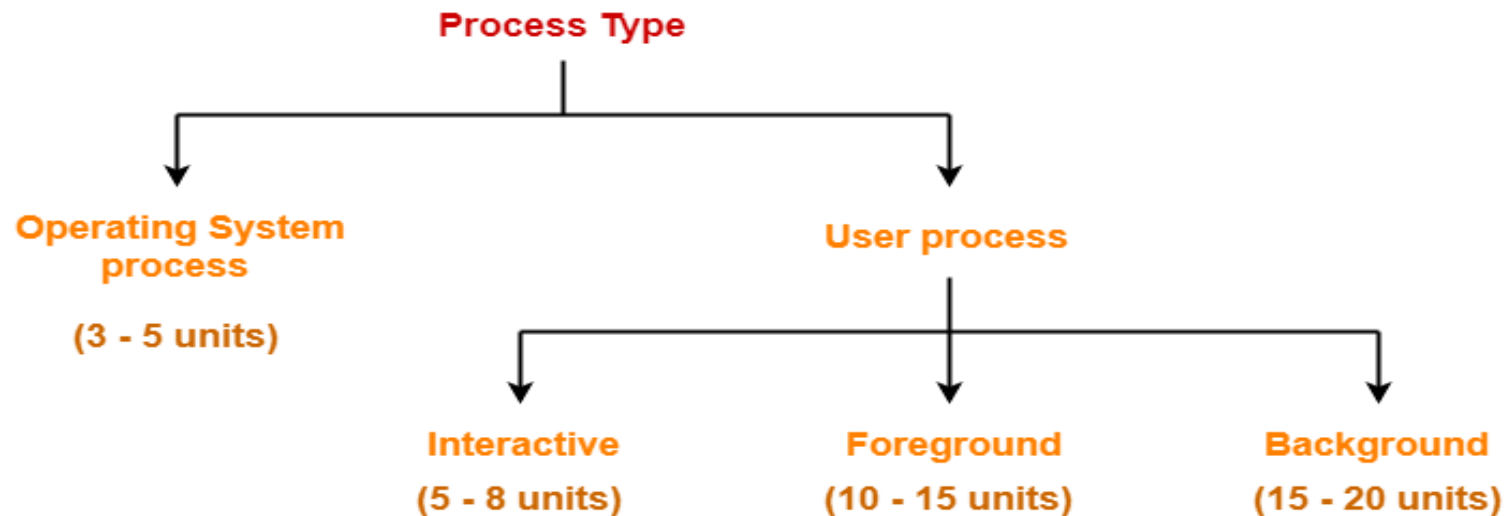 Process Type
Operating System
process
(3 - 5 units)
User process
Interactive
(5 - 8 units)
Foreground
(10 - 15 units)
Background
(15 - 20 units)